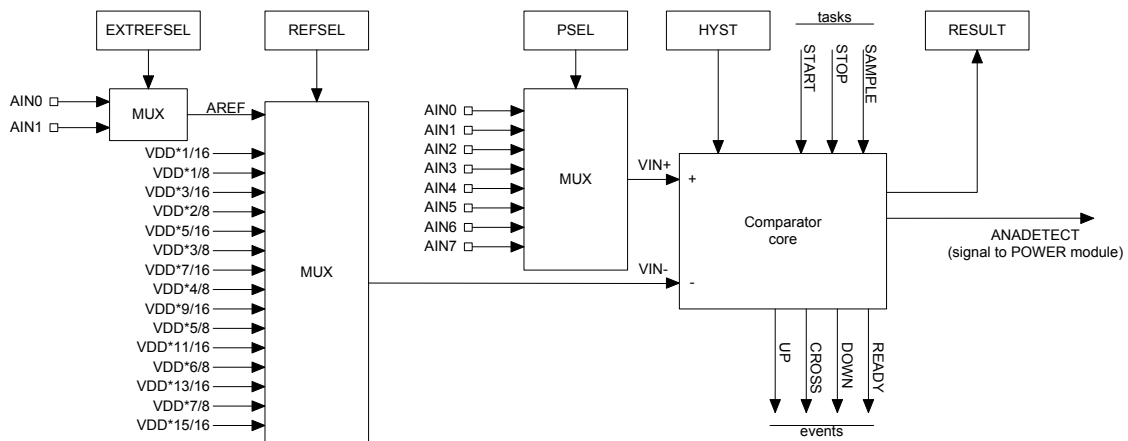 tasks
EXTREFSEL
REFSEL
PSEL
HYST
RESULT
START
STOP
SAMPLE
AIN0
AIN1
MUX
AREF
VDD*1/16
VDD*1/8
VDD*3/16
VDD*2/8
VDD*5/16
VDD*3/8
VDD*7/16
VDD*4/8
VDD*9/16
VDD*5/8
VDD*11/16
VDD*6/8
VDD*13/16
VDD*7/8
VDD*15/16
MUX
AIN0
AIN1
AIN2
AIN3
AIN4
AIN5
AIN6
AIN7
MUX
VIN+
VIN-
+
-
Comparator
core
ANADETECT
(signal to POWER module)
UP
CROSS
DOWN
READY
events